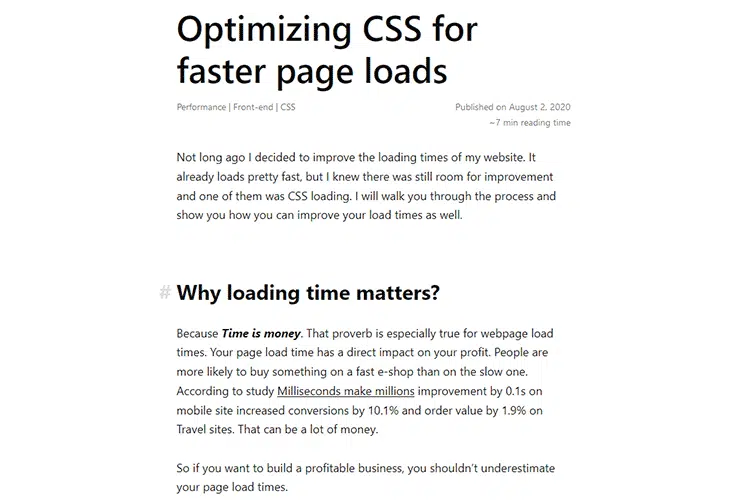 Optimizing CSS for
faster page loads
Performance | Front-end | CSS
Published on August 2, 2020
~7 min reading time
Not long ago I decided to improve the loading times of my website. It
already loads pretty fast, but I knew there was still room for improvement
and one of them was CSS loading. I will walk you through the process and
show you how you can improve your load times as well.
# Why loading time matters?
Because Time is money. That proverb is especially true for webpage load
times. Your page load time has a direct impact on your profit. People are
more likely to buy something on a fast e-shop than on the slow one.
According to study Milliseconds make millions improvement by 0.1s on
mobile site increased conversions by 10.1% and order value by 1.9% on
Travel sites. That can be a lot of money.
So if you want to build a profitable business, you shouldn't underestimate
your page load times.